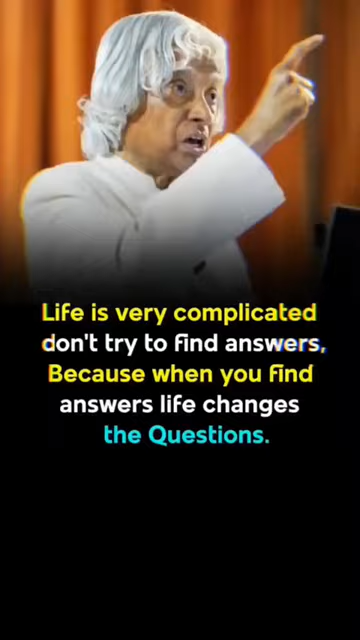 Life is very complicated
don't try to find answers,
Because when you find
answers life changes
the Questions.